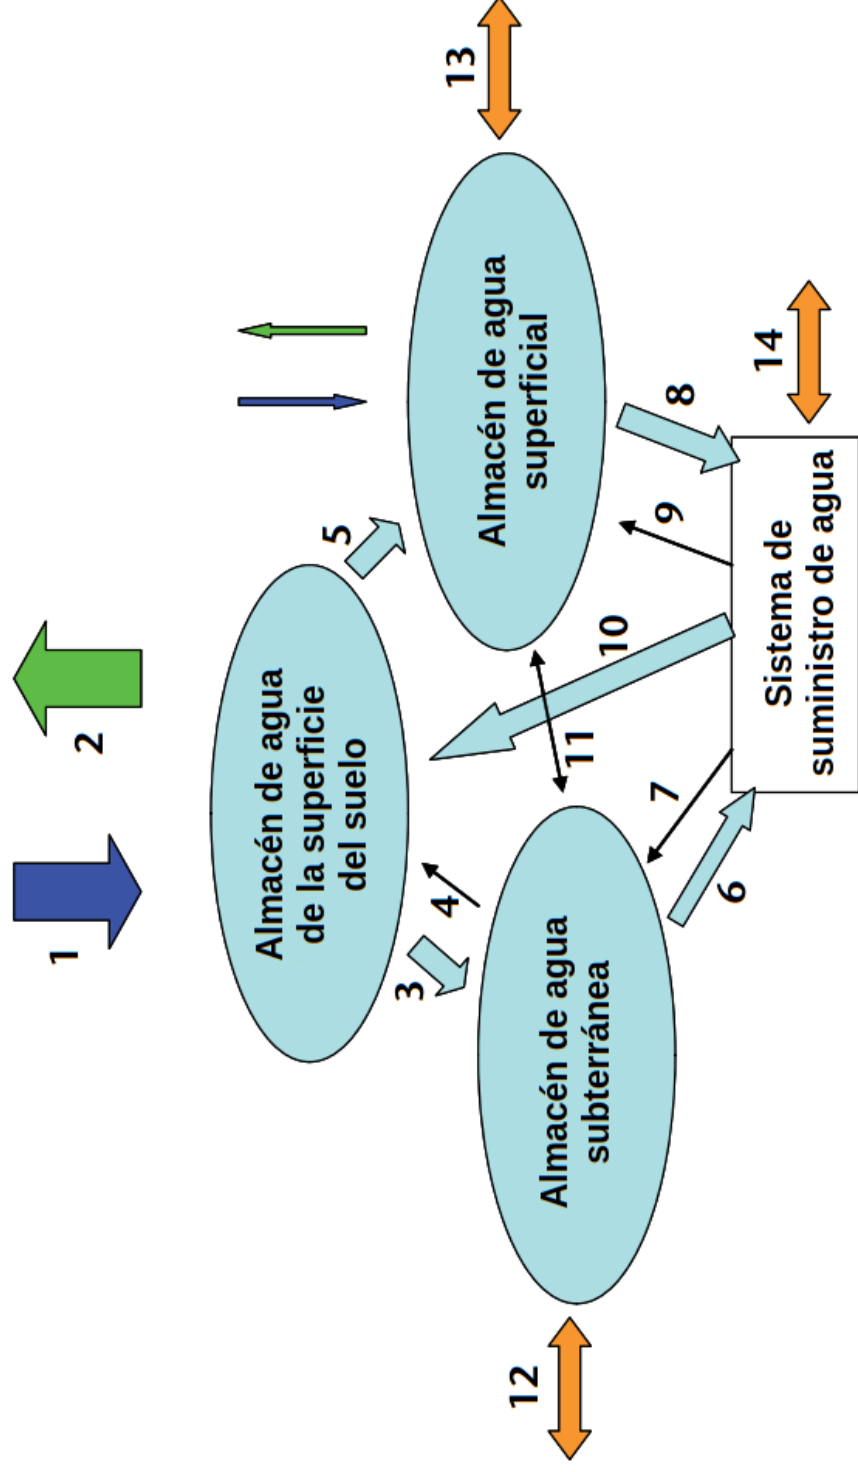 1
2
Almacén de agua
de la superficie
del suelo
3
4
5
13
Almacén de agua
superficial
Almacén de agua
subterránea
12
11
10
6
7
9
8
14
Sistema de
suministro de agua